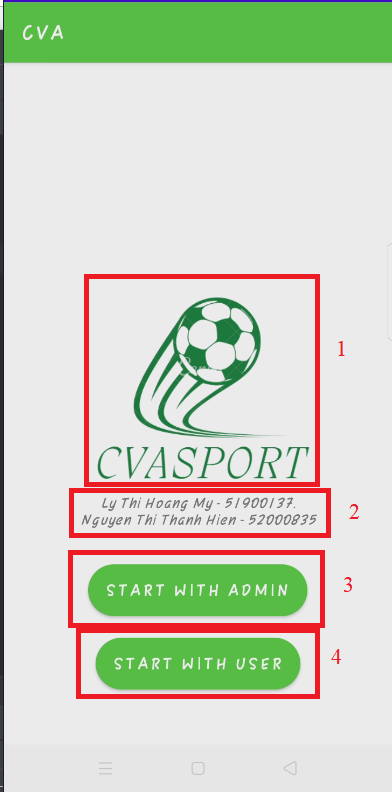 CVA
1
CVASPORT
Ly Thi Hoang My - 51900137.
2
Nguyen Thi Thanh Hien - 52000835
START WITH ADMIN
3
START WITH USER
4